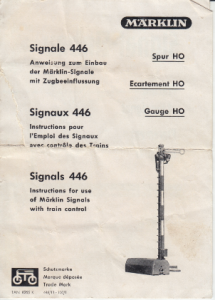 MÄRKLIN
Signale 446
Anweisung zum Einbau
der Märklin-Signale
mit Zugbeeinflussung
Spur HO
Ecartement HO
Gauge HO
Signaux 446
Instructions pour
l'Emploi des Signaux
avec contrôle des Trains
Signals 446
Instructions for use
of Märklin Signals
with train control
Schutzmarke
Marque déposée
Trade Mark